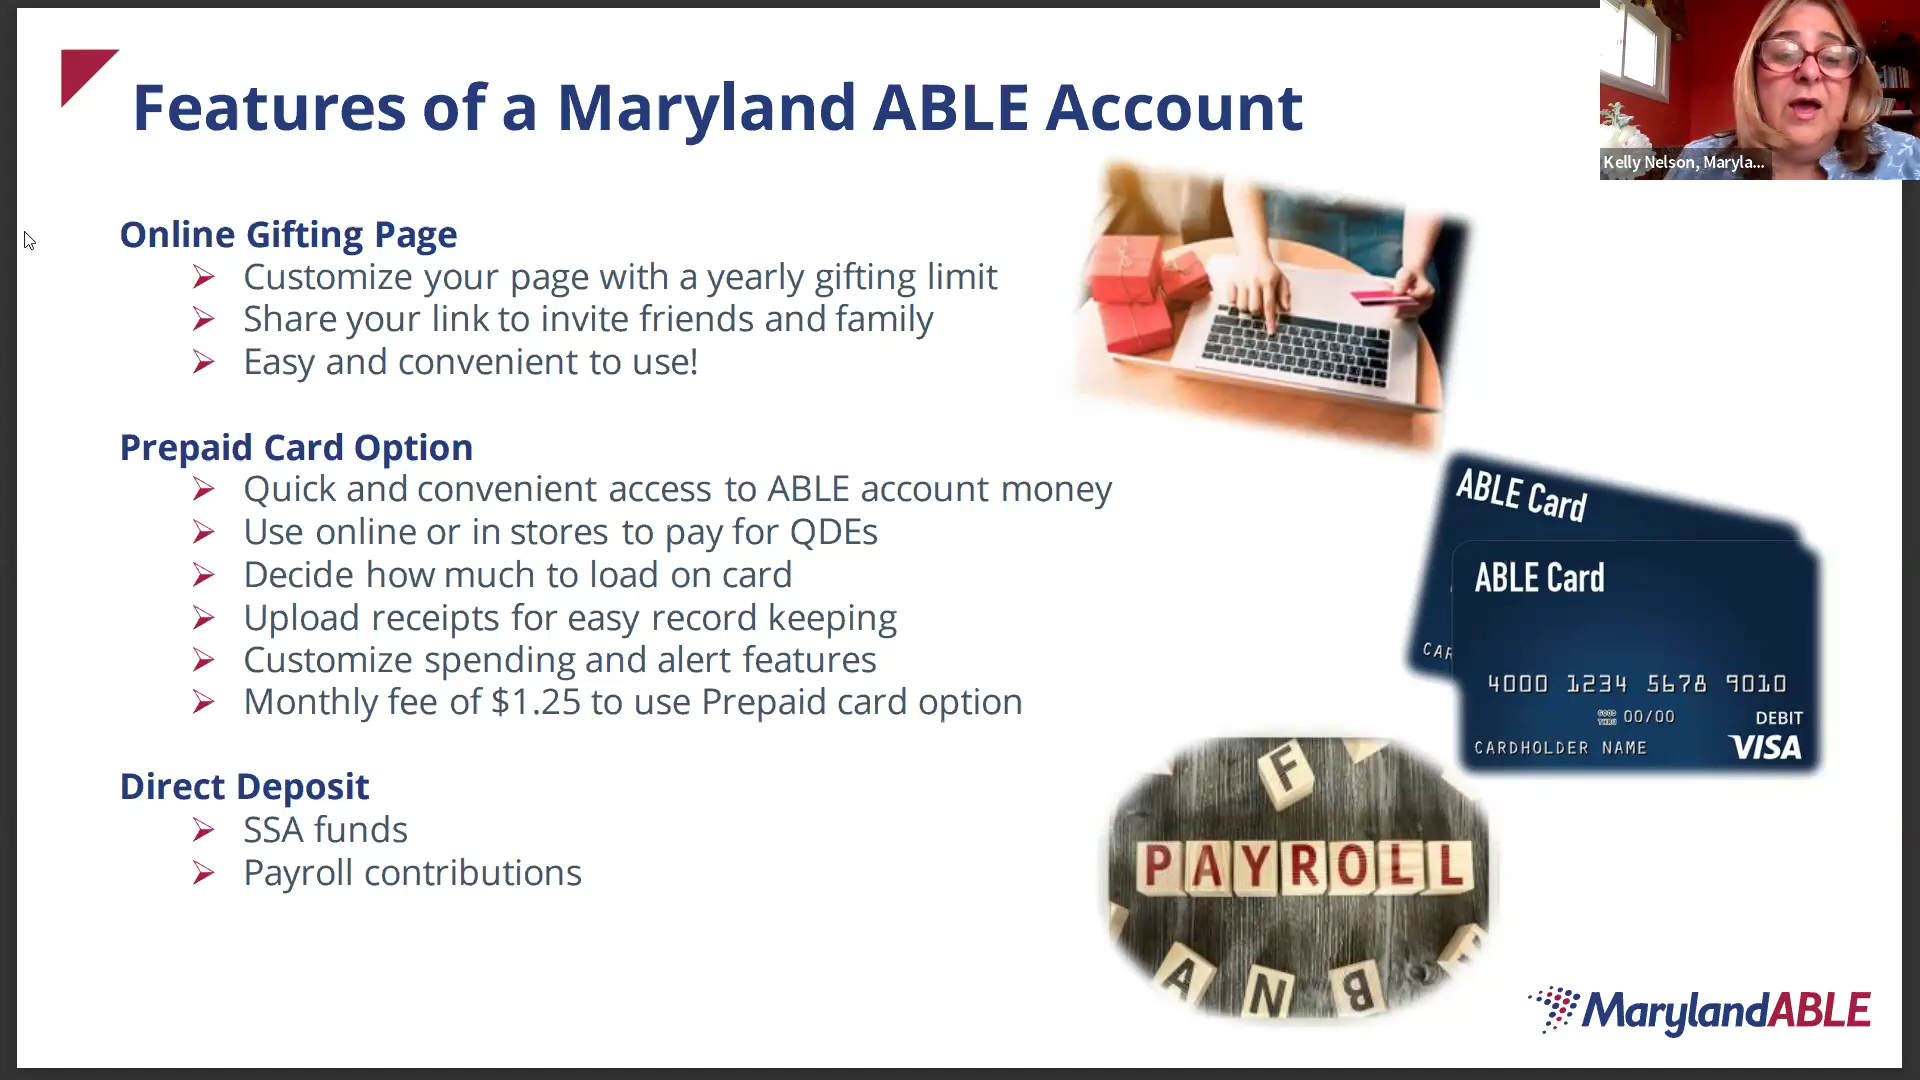 Features of a Maryland ABLE Account
Kelly Nelson, Maryla...
Online Gifting Page
Customize your page with a yearly gifting limit
Share your link to invite friends and family
Easy and convenient to use!
Prepaid Card Option
Quick and convenient access to ABLE account money
Use online or in stores to pay for QDEs
Decide how much to load on card
Upload receipts for easy record keeping
Customize spending and alert features
Monthly fee of $1.25 to use Prepaid card option
Direct Deposit
SSA funds
Payroll contributions
ABLE Card
CAR
ABLE Card
4000 1234 5678 9010
GOOD
THRU
00/00
DEBIT
CARDHOLDER NAME
VISA
F
PAYROLL
A N B
MarylandABLE